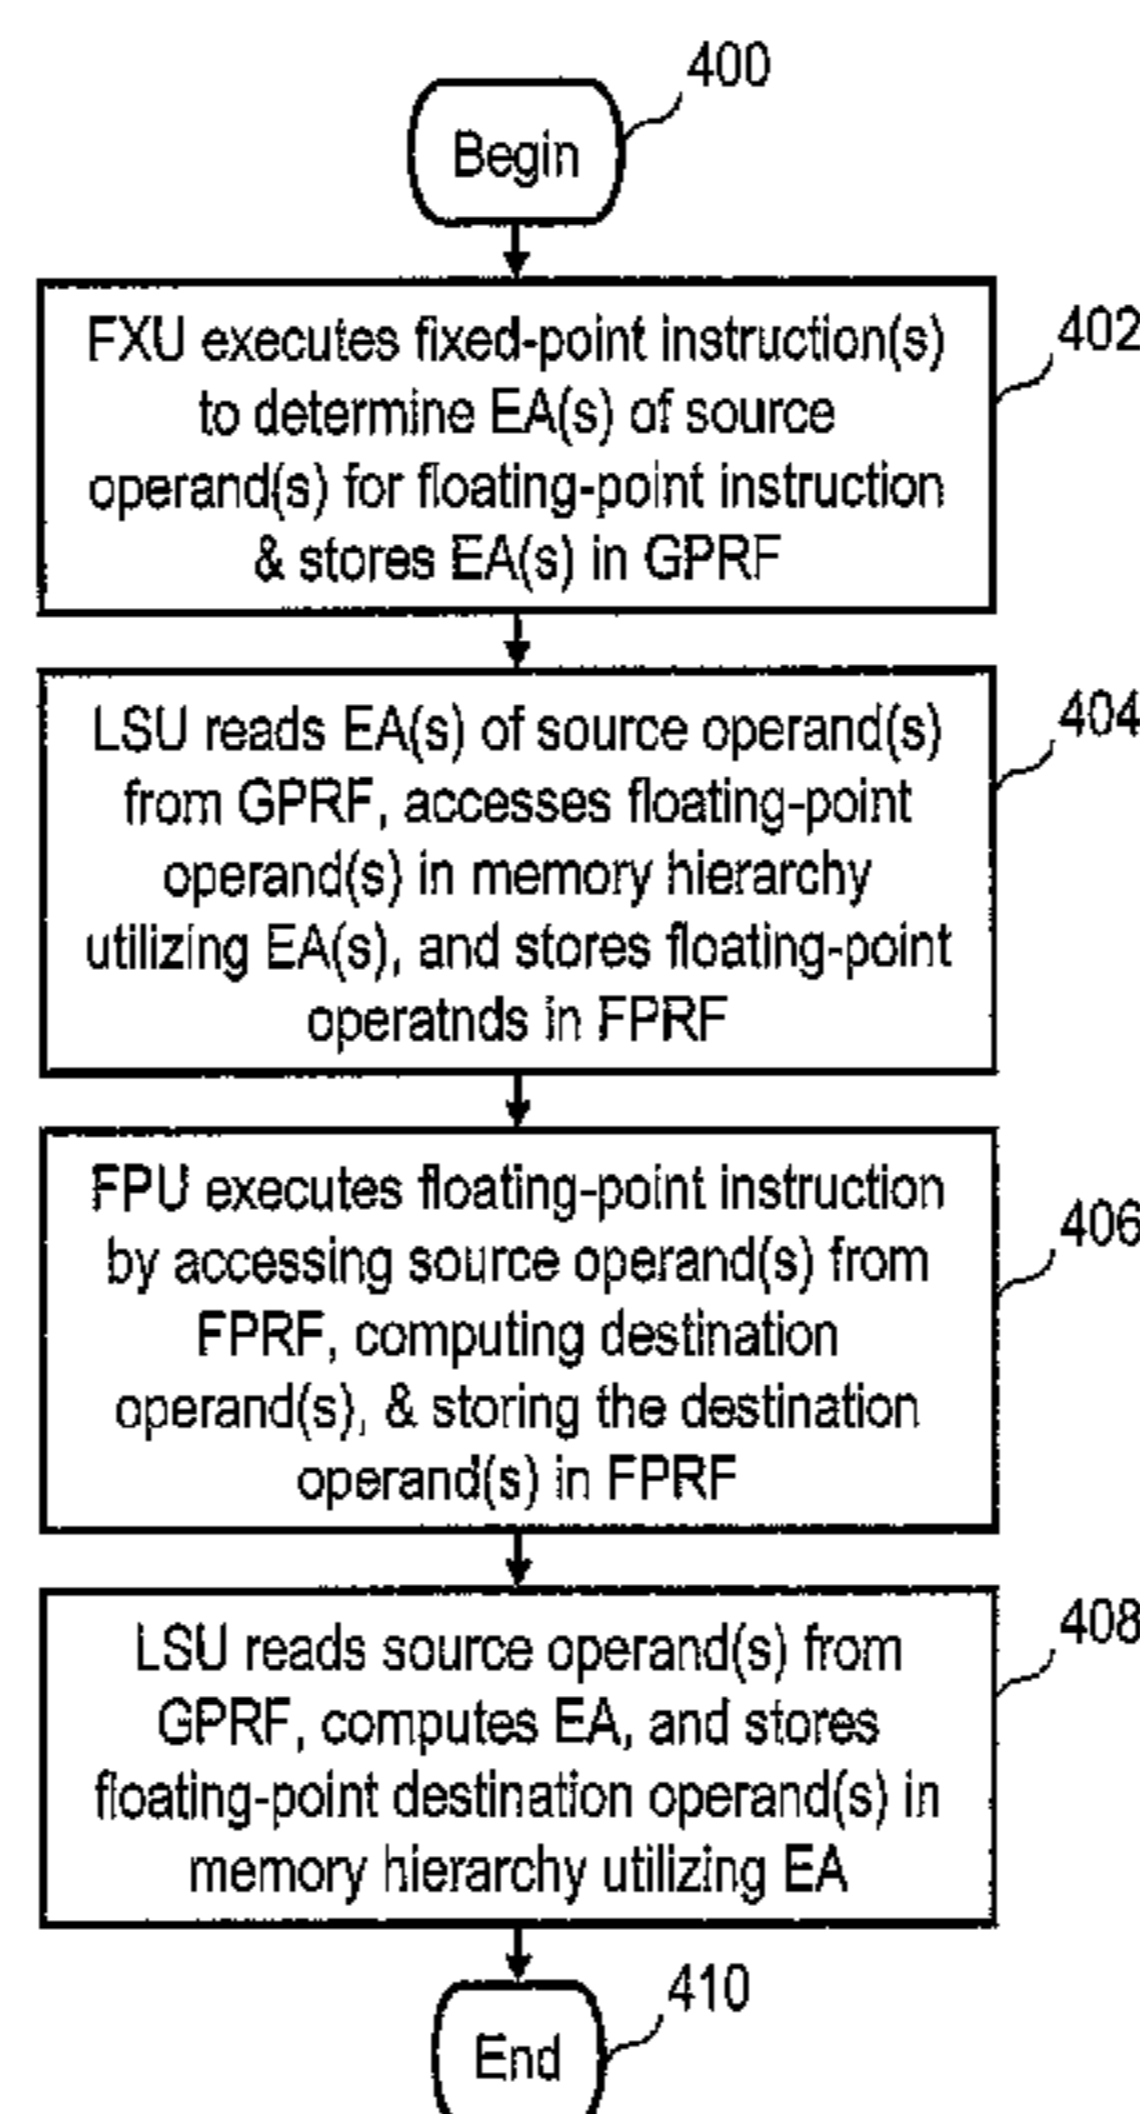 400
Begin
FXU executes fixed-point instruction(s)
to determine EA(s) of source
operand(s) for floating-point instruction
& stores EA(s) in GPRF
402
LSU reads EA(s) of source operand(s)
from GPRF, accesses floating-point
operand(s) in memory hierarchy
utilizing EA(s), and stores floating-point
operatnds in FPRF
404
FPU executes floating-point instruction
by accessing source operand(s) from
FPRF, computing destination
operand(s), & storing the destination
operand(s) in FPRF
406
LSU reads source operand(s) from
GPRF, computes EA, and stores
floating-point destination operand(s) in
memory hierarchy utilizing EA
408
410
End